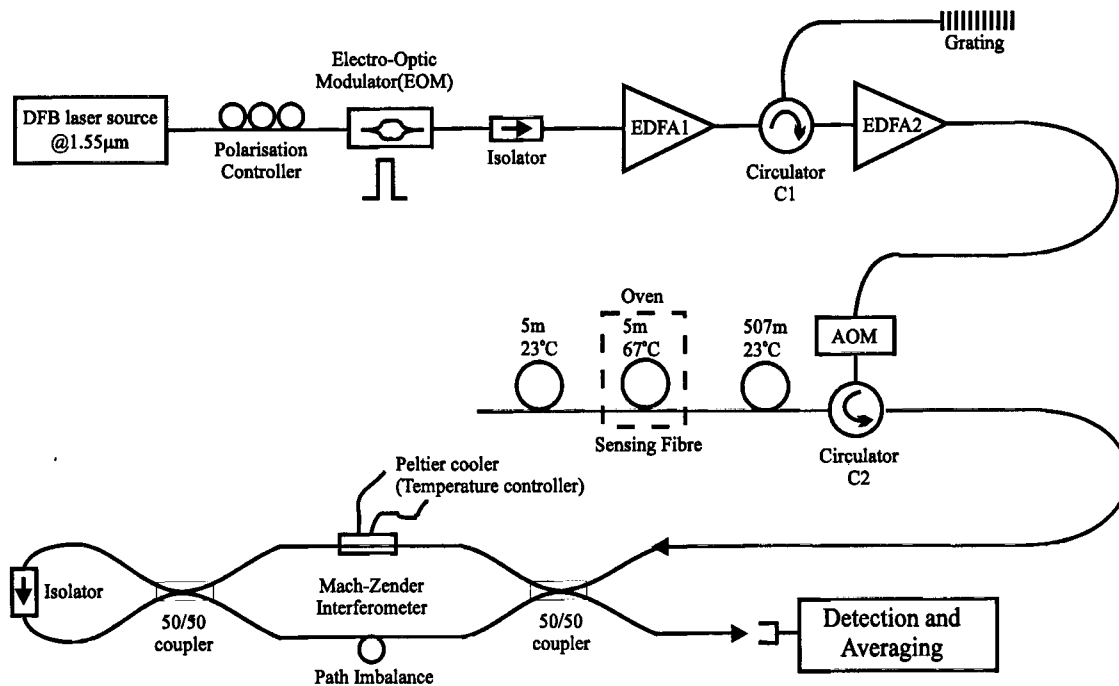 Grating
Electro-Optic
Modulator(EOM)
DFB laser source
@1.55μm
EDFA1
EDFA2
Polarisation
Controller
Isolator
Circulator
C1
Oven
5m
23°C
5m
67°C
507m
23°C
AOM
Sensing Fibre
Circulator
C2
Peltier cooler
(Temperature controller)
Isolator
Mach-Zender
Interferometer
50/50
coupler
50/50
coupler
Path Imbalance
Detection and
Averaging